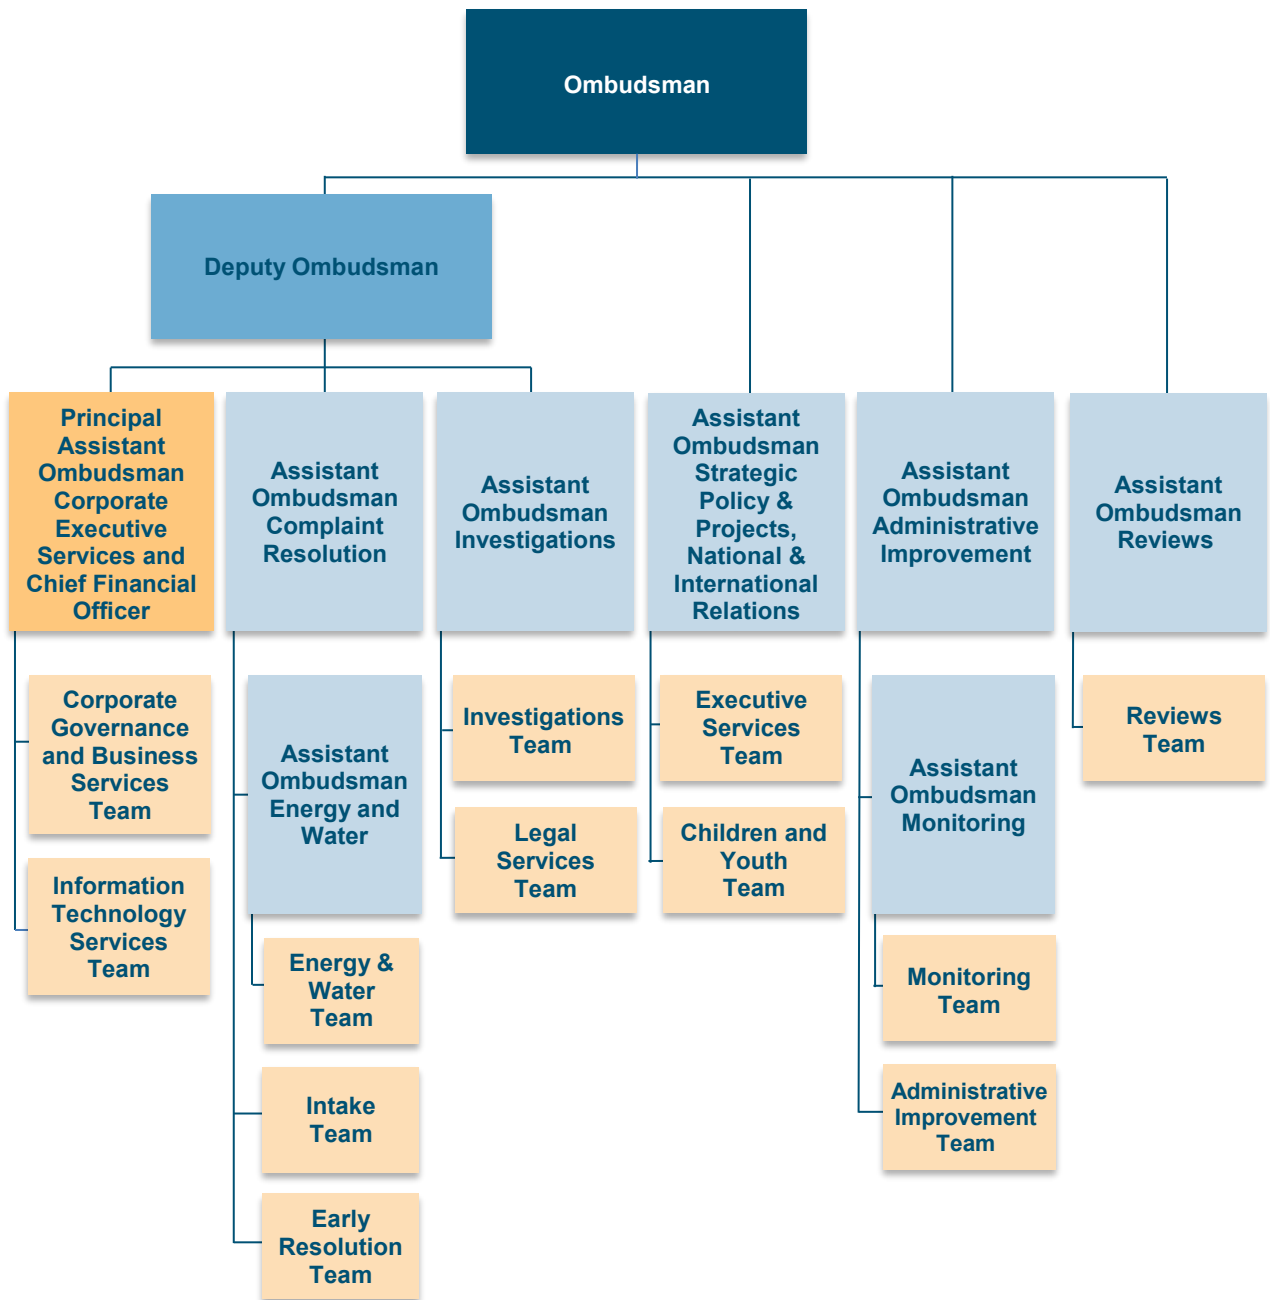 Ombudsman
Deputy Ombudsman
Principal
Assistant
Ombudsman
Corporate
Executive
Services and
Chief Financial
Officer
Assistant
Ombudsman
Complaint
Resolution
Assistant
Ombudsman
Investigations
Assistant
Ombudsman
Strategic
Policy &
Projects,
National &
International
Relations
Assistant
Ombudsman
Administrative
Improvement
Assistant
Ombudsman
Reviews
Corporate
Governance
and Business
Services
Team
Information
Technology
Services
Team
Assistant
Ombudsman
Energy and
Water
Energy &
Water
Team
Intake
Team
Early
Resolution
Team
Investigations
Team
Legal
Services
Team
Executive
Services
Team
Children and
Youth
Team
Assistant
Ombudsman
Monitoring
Monitoring
Team
Administrative
Improvement
Team
Reviews
Team